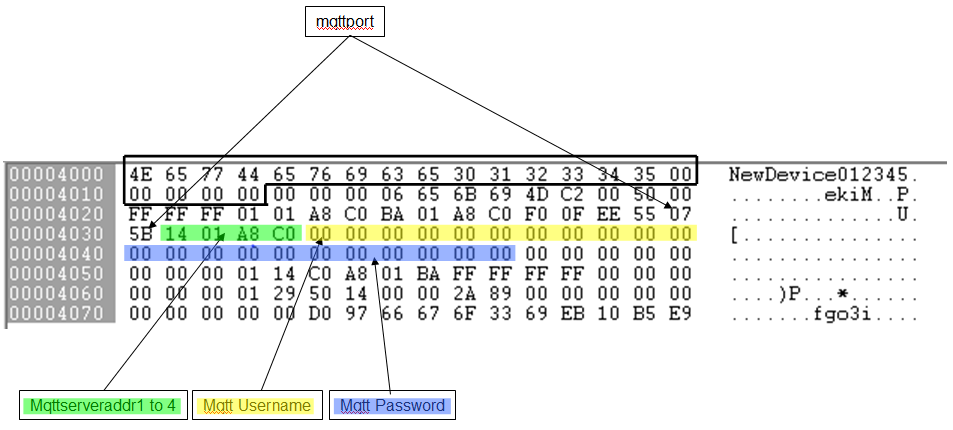 mqttport
00004000 4E 65 77 44 65 76 69 63 65 30 31 32 33 34 35 00 NewDevice012345.
00004010 00 00 00 00 00 00 00 06 65 6B 69 4D C2 00 50 00 ........ekiM..P.
00004020 FF FF FF 01 01 A8 C0 BA 01 A8 C0 F0 0F EE 55 07 ..............U.
00004030 5B 14 01 A8 C0 00 00 00 00 00 00 00 00 00 00 00 [...............
00004040 00 00 00 00 00 00 00 00 00 00 00 00 00 00 00 00 ................
00004050 00 00 00 01 14 C0 A8 01 BA FF FF FF FF 00 00 00 ................
00004060 00 00 00 01 29 50 14 00 00 2A 89 00 00 00 00 00 ....)P...*......
00004070 00 00 00 00 D0 97 66 67 6F 33 69 EB 10 B5 E9 ......fgo3i....
Mqttserveraddr1 to 4 Mqtt Username Mqtt Password